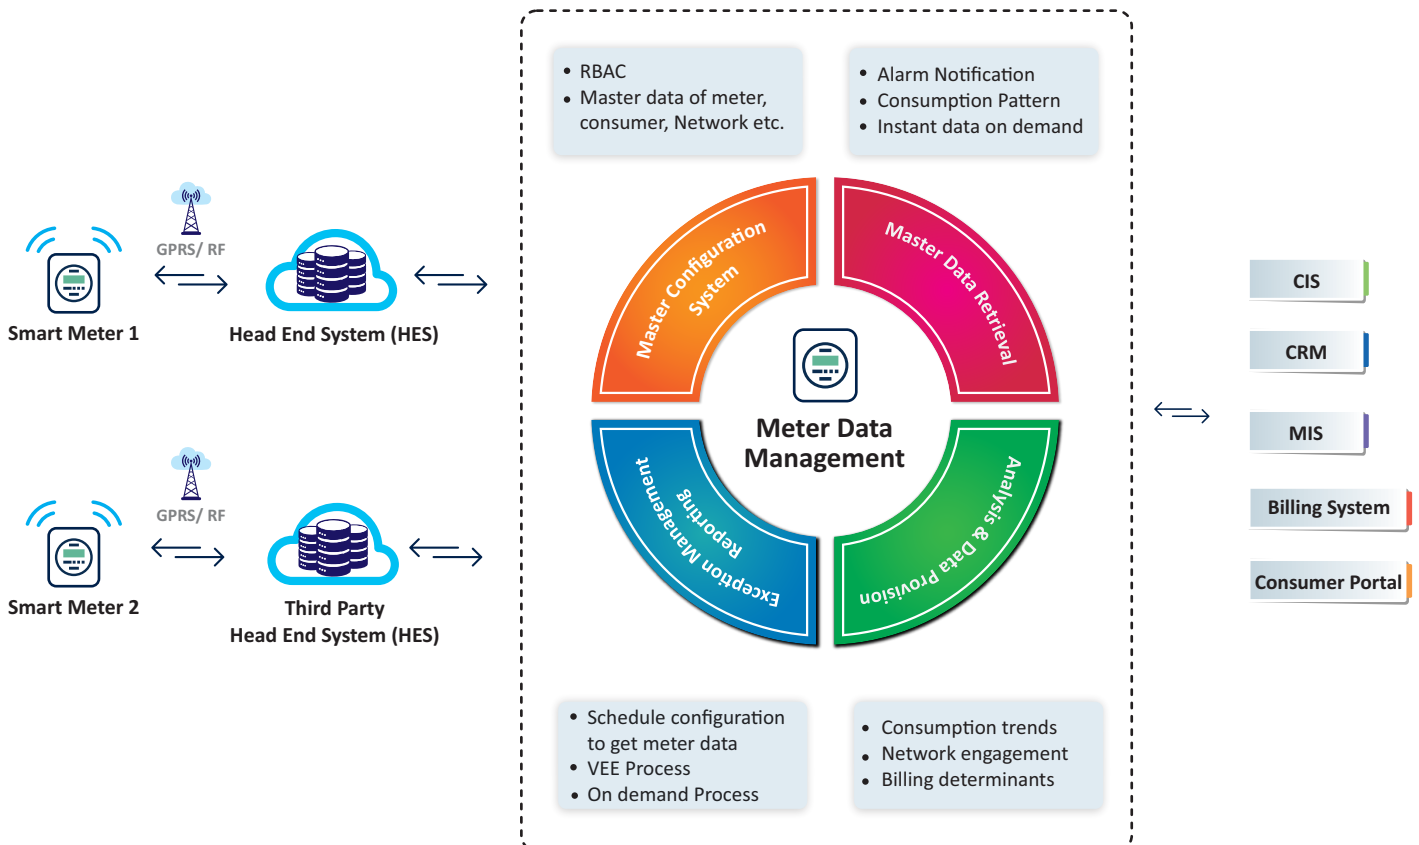 • RBAC
• Master data of meter,
consumer, Network etc.
• Alarm Notification
• Consumption Pattern
• Instant data on demand
GPRS/ RF
Smart Meter 1
Head End System (HES)
GPRS/ RF
Smart Meter 2
Third Party
Head End System (HES)
Master Configuration
System
Master Data Retrieval
Meter Data
Management
Exception Management
Reporting
Analysis & Data Provision
• Schedule configuration
to get meter data
• VEE Process
• On demand Process
• Consumption trends
• Network engagement
• Billing determinants
CIS
CRM
MIS
Billing System
Consumer Portal